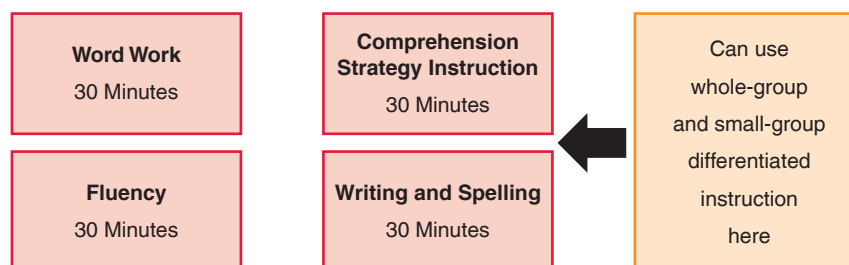 Word Work
30 Minutes
Comprehension
Strategy Instruction
30 Minutes
Fluency
30 Minutes
Writing and Spelling
30 Minutes
Can use
whole-group
and small-group
differentiated
instruction
here